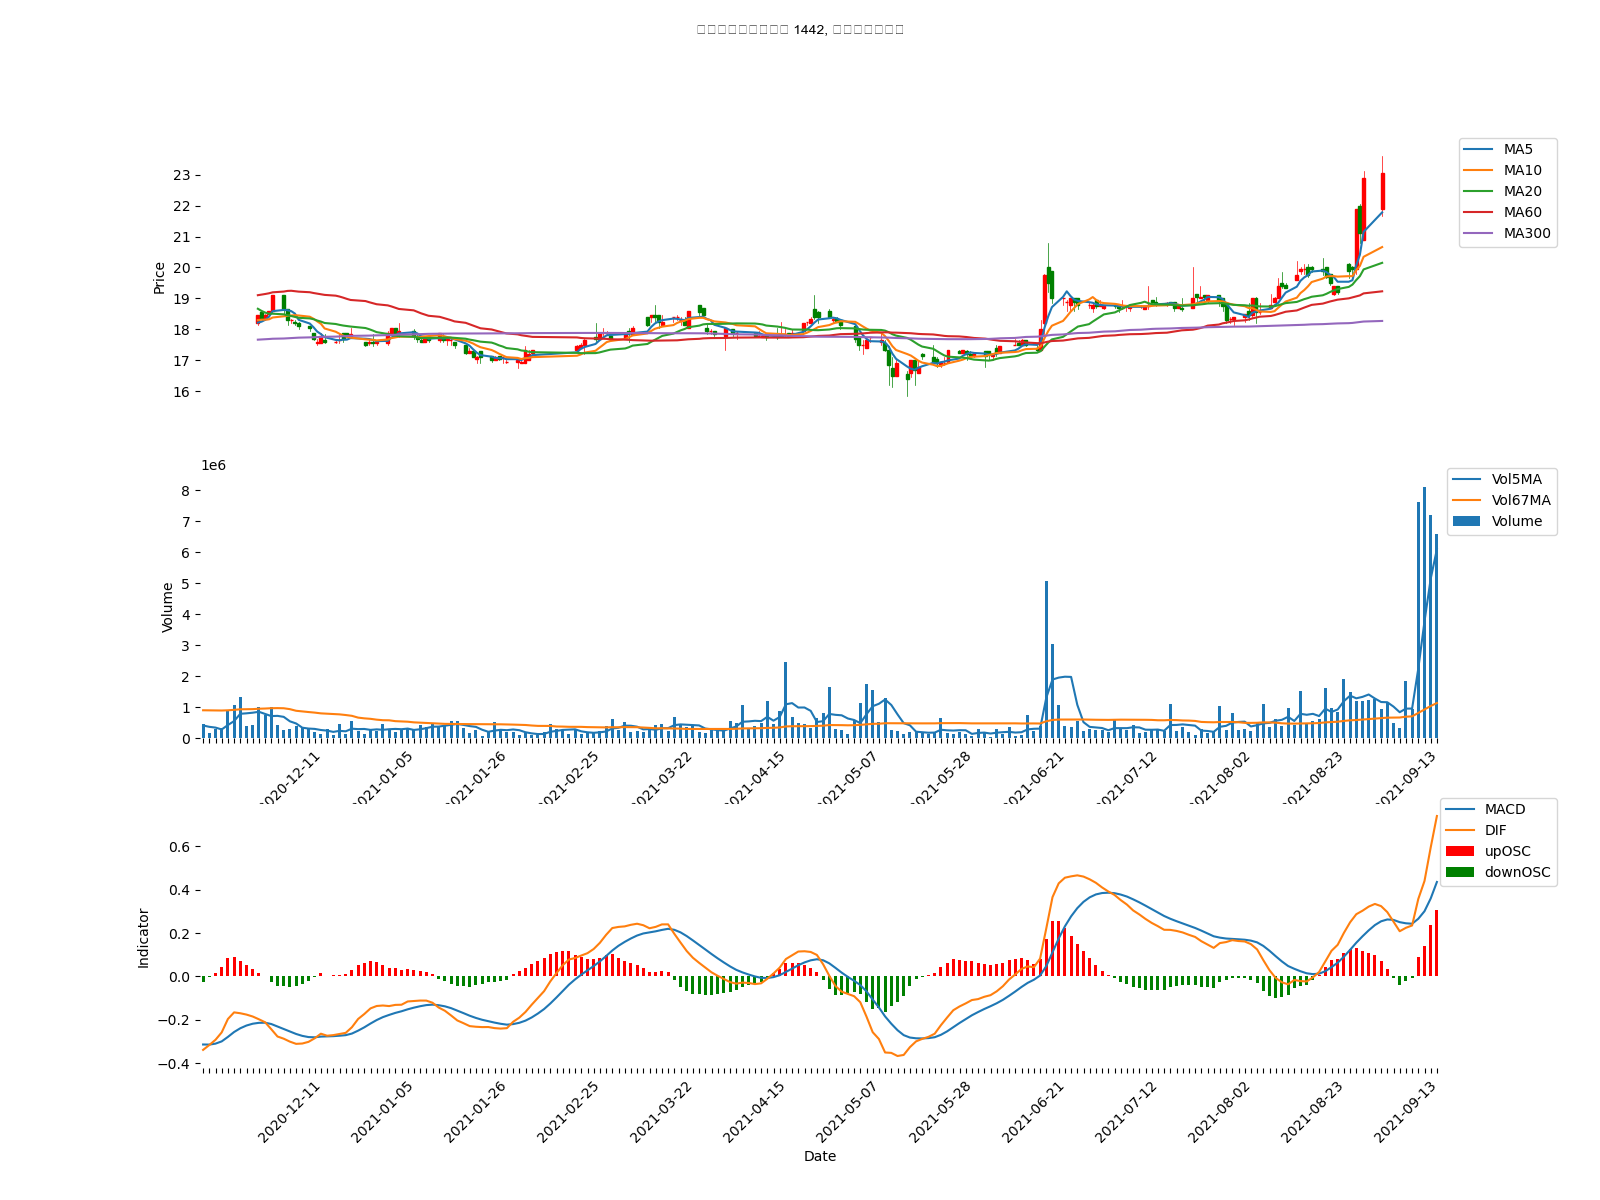 1442,
23
22
21
20
19
18
17
16
Price
MA5
MA10
MA20
MA60
MA300
1e6
8
7
6
5
4
3
2
1
0
Volume
Vol5MA
Vol67MA
Volume
2020-12-11
2021-01-05
2021-01-26
2021-02-25
2021-03-22
2021-04-15
2021-05-07
2021-05-28
2021-06-21
2021-07-12
2021-08-02
2021-08-23
2021-09-13
0.6
0.4
0.2
0.0
−0.2
−0.4
Indicator
MACD
DIF
upOSC
downOSC
2020-12-11
2021-01-05
2021-01-26
2021-02-25
2021-03-22
2021-04-15
2021-05-07
2021-05-28
2021-06-21
2021-07-12
2021-08-02
2021-08-23
2021-09-13
Date